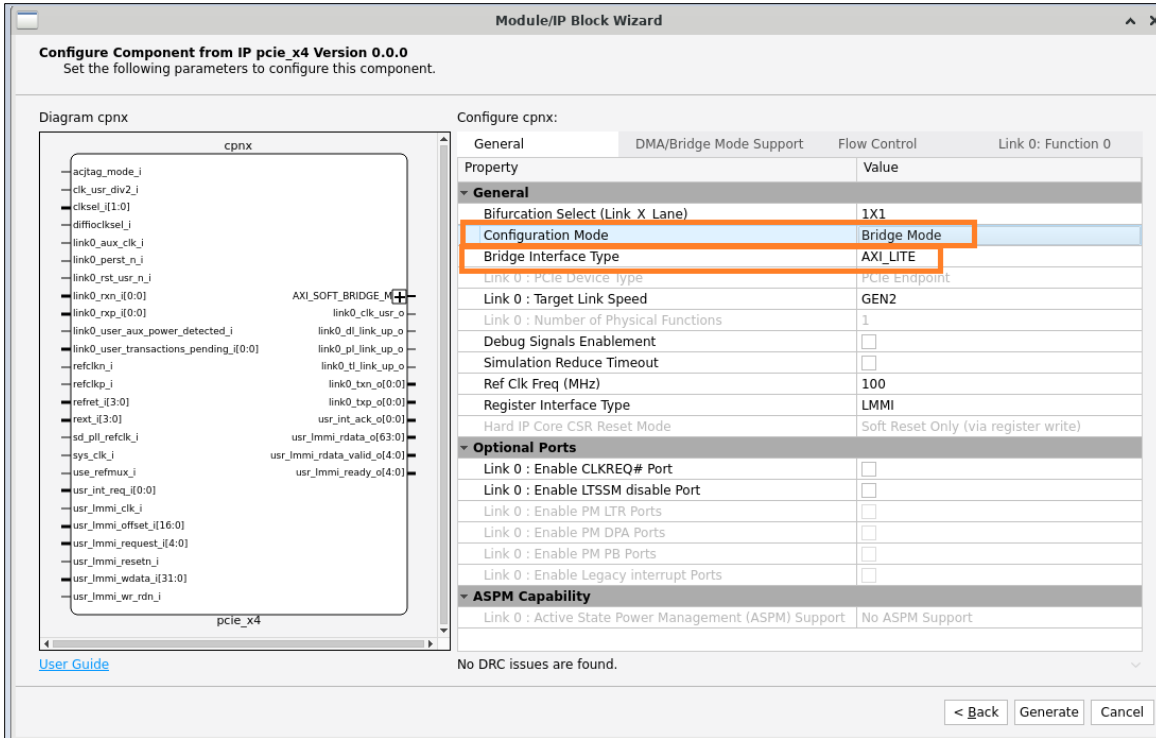 Module/IP Block Wizard
Configure Component from IP pcie_x4 Version 0.0.0
Set the following parameters to configure this component.
Diagram cpnx
cpnx
acjtag_mode_i
clk_usr_div2_i
clksel_i[1:0]
diffioclksel_i
link0_aux_clk_i
link0_perst_n_i
link0_rst_usr_n_i
link0_rxn_i[0:0]
link0_rxp_i[0:0]
link0_user_aux_power_detected_i
link0_user_transactions_pending_i[0:0]
refclkn_i
refclkp_i
refret_i[3:0]
rext_i[3:0]
sd_pll_refclk_i
sys_clk_i
use_refmux_i
usr_int_req_i[0:0]
usr_lmmi_clk_i
usr_lmmi_offset_i[16:0]
usr_lmmi_request_i[4:0]
usr_lmmi_resetn_i
usr_lmmi_wdata_i[31:0]
usr_lmmi_wr_rdn_i
AXI_SOFT_BRIDGE_M
link0_clk_usr_o
link0_dl_link_up_o
link0_pl_link_up_o
link0_tl_link_up_o
link0_txn_o[0:0]
link0_txp_o[0:0]
usr_int_ack_o[0:0]
usr_lmmi_rdata_o[63:0]
usr_lmmi_rdata_valid_o[4:0]
usr_lmmi_ready_o[4:0]
pcie_x4
User Guide
Configure cpnx:
General DMA/Bridge Mode Support Flow Control Link 0: Function 0
Property Value
General
Bifurcation Select (Link_X_Lane) 1X1
Configuration Mode Bridge Mode
Bridge Interface Type AXI_LITE
Link 0 : PCIe Device Type PCIe Endpoint
Link 0 : Target Link Speed GEN2
Link 0 : Number of Physical Functions 1
Debug Signals Enablement
Simulation Reduce Timeout
Ref Clk Freq (MHz) 100
Register Interface Type LMMI
Hard IP Core CSR Reset Mode Soft Reset Only (via register write)
Optional Ports
Link 0 : Enable CLKREQ# Port
Link 0 : Enable LTSSM disable Port
Link 0 : Enable PM LTR Ports
Link 0 : Enable PM DPA Ports
Link 0 : Enable PM PB Ports
Link 0 : Enable Legacy interrupt Ports
ASPM Capability
Link 0 : Active State Power Management (ASPM) Support No ASPM Support
No DRC issues are found.
< Back Generate Cancel